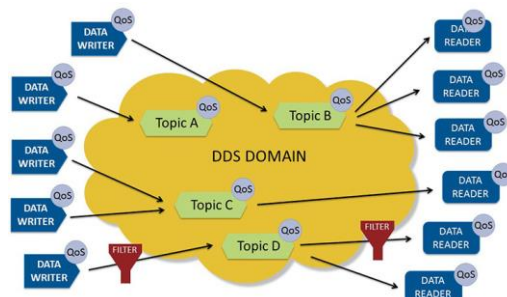 QoS
DATA
WRITER
QoS
DATA
READER
QoS
DATA
WRITER
QoS
Topic A
QoS
Topic B
QoS
DATA
READER
QoS
DATA
READER
QoS
DATA
WRITER
DDS DOMAIN
QoS
DATA
READER
QoS
DATA
WRITER
QoS
Topic C
QoS
DATA
WRITER
FILTER
QoS
Topic D
FILTER
QoS
DATA
READER
QoS
DATA
READER